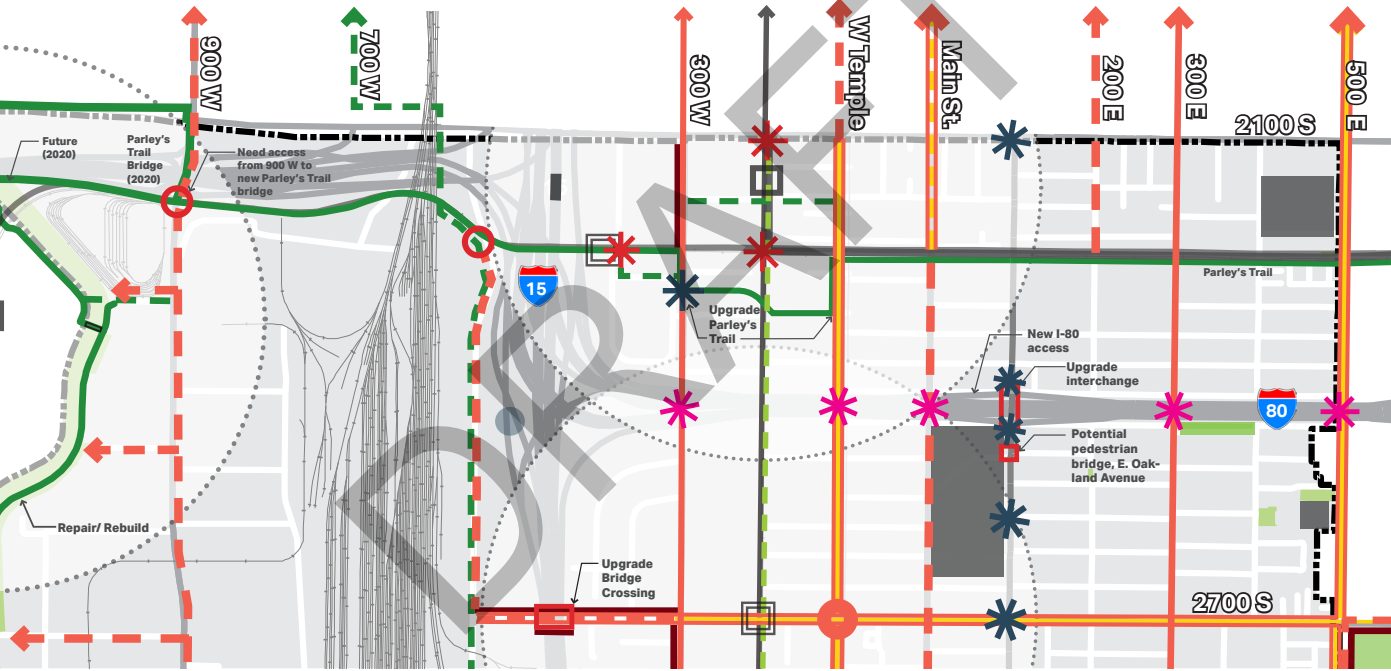 900 W
700 W
300 W
W Temple
Main St.
200 E
300 E
500 E
2100 S
Future
(2020)
Parley's
Trail
Bridge
(2020)
Need access
from 900 W to
new Parley's Trail
bridge
15
Parley's Trail
Upgrade
Parley's
Trail
New I-80
access
Upgrade
interchange
80
Potential
pedestrian
bridge, E. Oak-
land Avenue
Repair/ Rebuild
Upgrade
Bridge
Crossing
2700 S
DRAFT